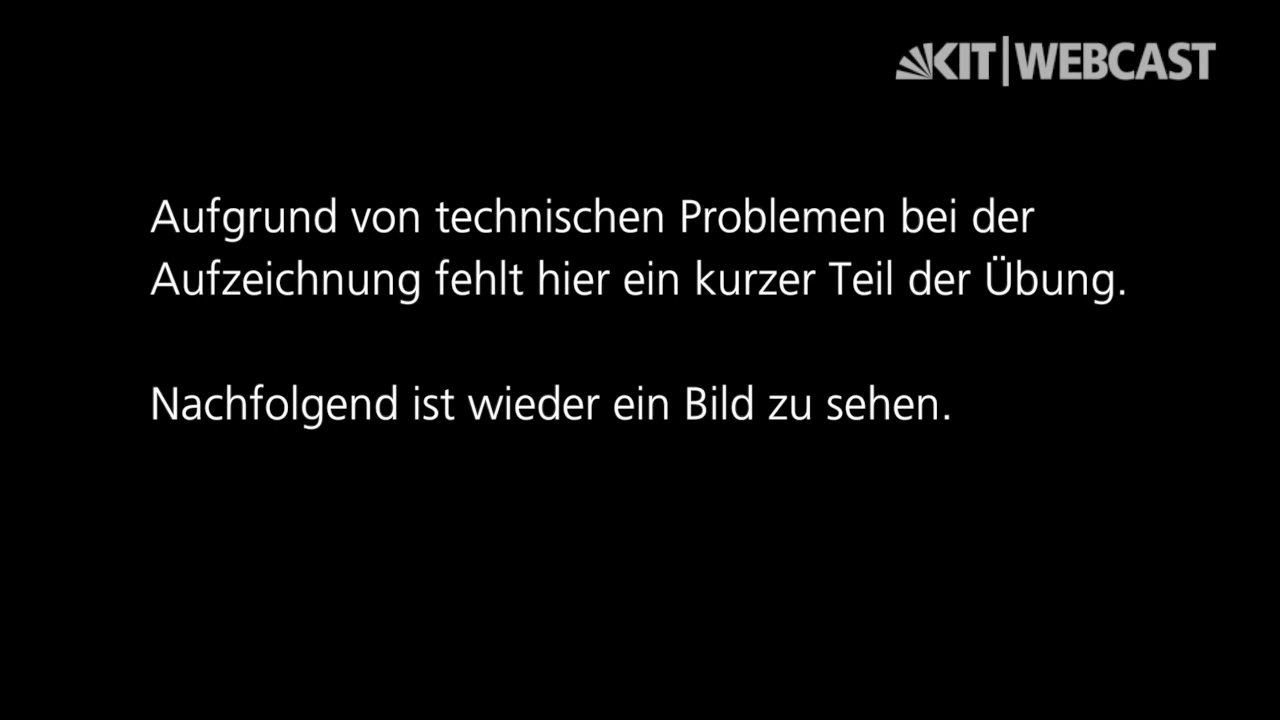 KIT|WEBCAST
Aufgrund von technischen Problemen bei der
Aufzeichnung fehlt hier ein kurzer Teil der Übung.
Nachfolgend ist wieder ein Bild zu sehen.